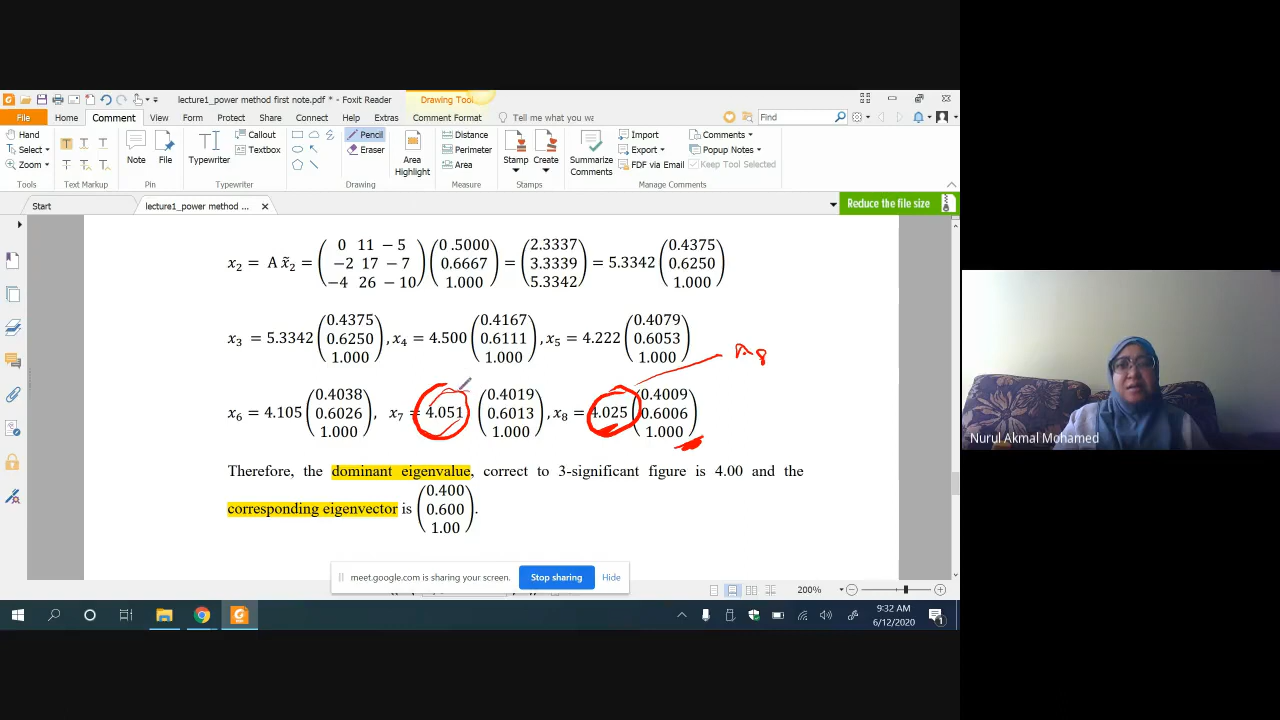 lecture1_power method first note.pdf * - Foxit Reader
Drawing Tool
File Home Comment View Form Protect Share Connect Help Extras Comment Format Tell me what you wa Find
Hand
Select
Zoom
Tools
Text Markup
Note
File
Pin
Typewriter
Callout
Textbox
Typewriter
Pencil
Eraser
Drawing
Area Highlight
Distance
Perimeter
Area
Measure
Stamp
Create
Stamps
Summarize Comments
Import
Export
FDF via Email
Comments
Popup Notes
Keep Tool Selected
Manage Comments
Start
lecture1_power method ...
Reduce the file size
x₂ = A x̃₂ = ( 0 11 − 5 / −2 17 − 7 / −4 26 − 10 ) ( 0 .5000 / 0.6667 / 1.000 ) = ( 2.3337 / 3.3339 / 5.3342 ) = 5.3342 ( 0.4375 / 0.6250 / 1.000 )
x₃ = 5.3342 ( 0.4375 / 0.6250 / 1.000 ) , x₄ = 4.500 ( 0.4167 / 0.6111 / 1.000 ) , x₅ = 4.222 ( 0.4079 / 0.6053 / 1.000 )
λ₈
x₆ = 4.105 ( 0.4038 / 0.6026 / 1.000 ) , x₇ = 4.051 ( 0.4019 / 0.6013 / 1.000 ) , x₈ = 4.025 ( 0.4009 / 0.6006 / 1.000 )
Therefore, the dominant eigenvalue, correct to 3-significant figure is 4.00 and the
corresponding eigenvector is ( 0.400 / 0.600 / 1.00 ) .
meet.google.com is sharing your screen. Stop sharing Hide
200%
9:32 AM
6/12/2020
Nurul Akmal Mohamed